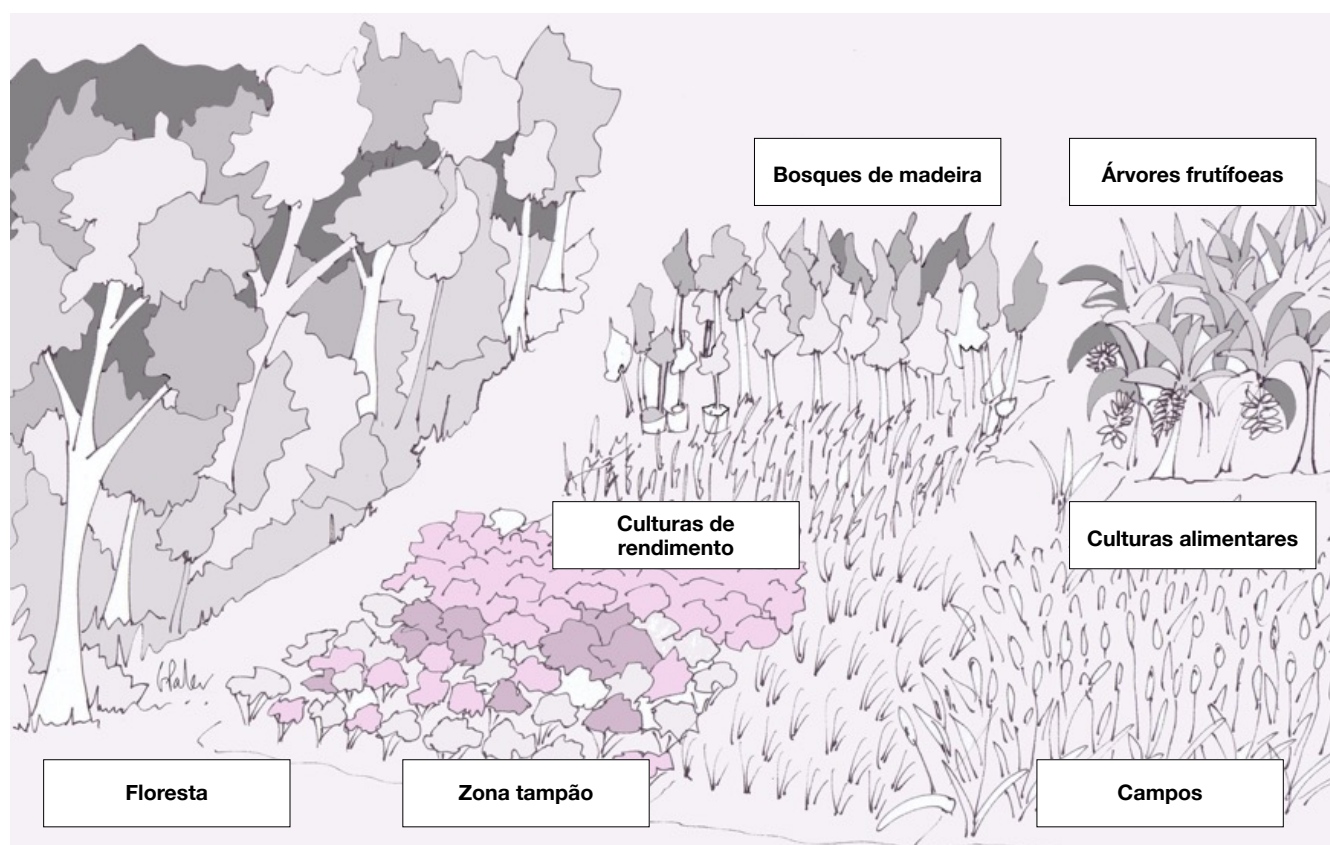 Bosques de madeira
Árvores frutífoeas
Culturas de
rendimento
Culturas alimentares
Floresta
Zona tampão
Campos